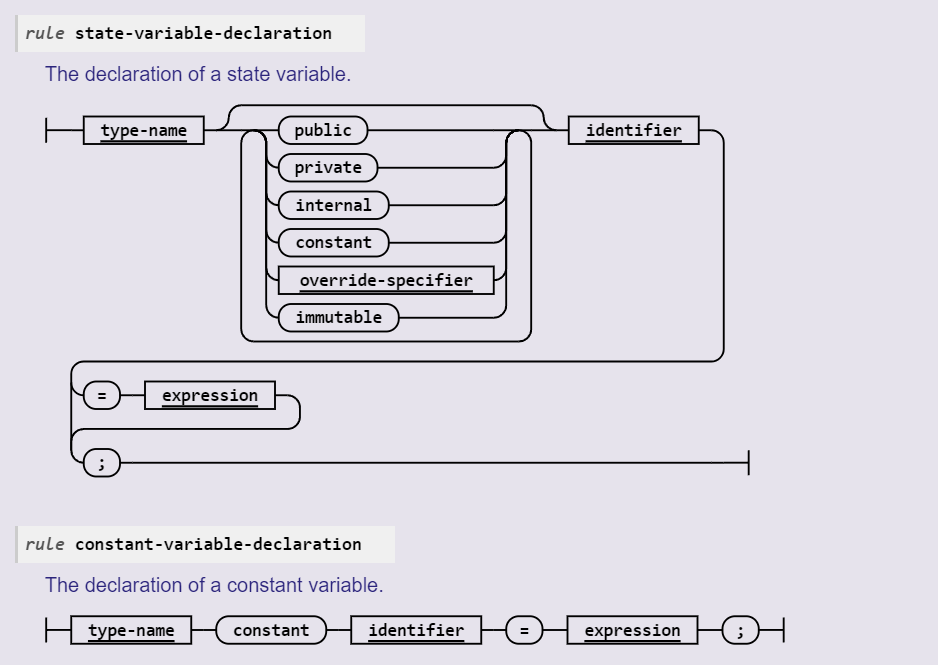 rule state-variable-declaration
The declaration of a state variable.
type-name public identifier
private
internal
constant
override-specifier
immutable
= expression
;
rule constant-variable-declaration
The declaration of a constant variable.
type-name constant identifier = expression ;